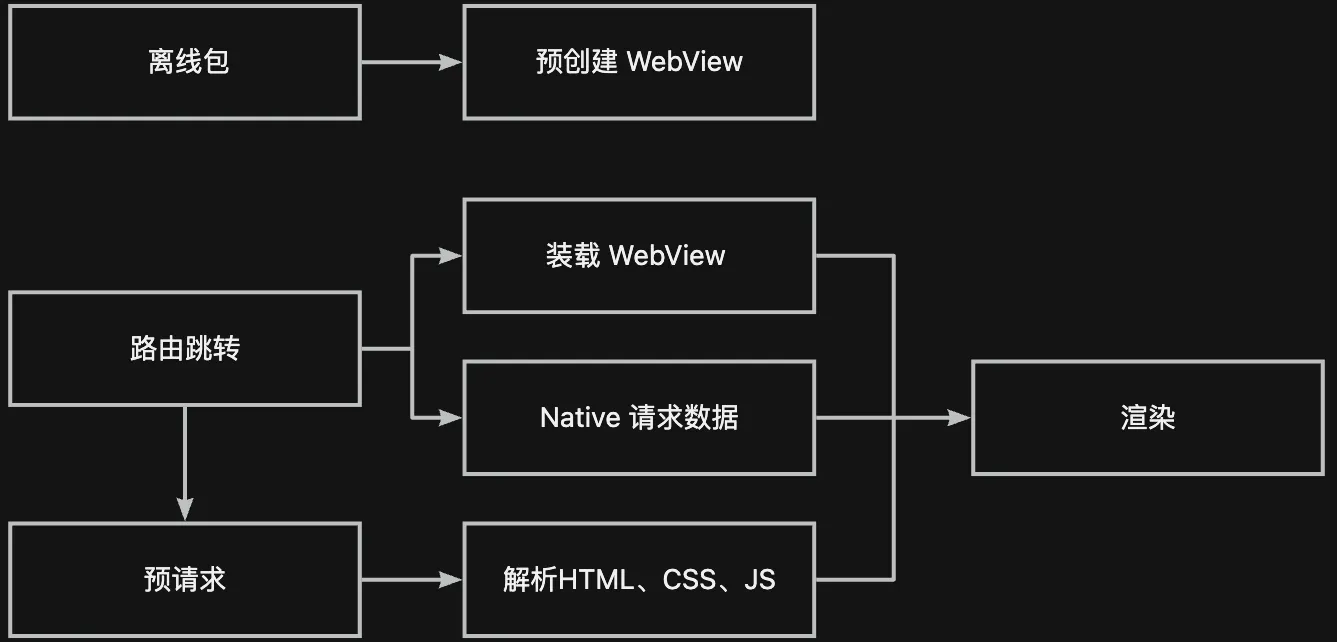 离线包
预创建 WebView
装载 WebView
路由跳转
Native 请求数据
渲染
预请求
解析HTML、CSS、JS